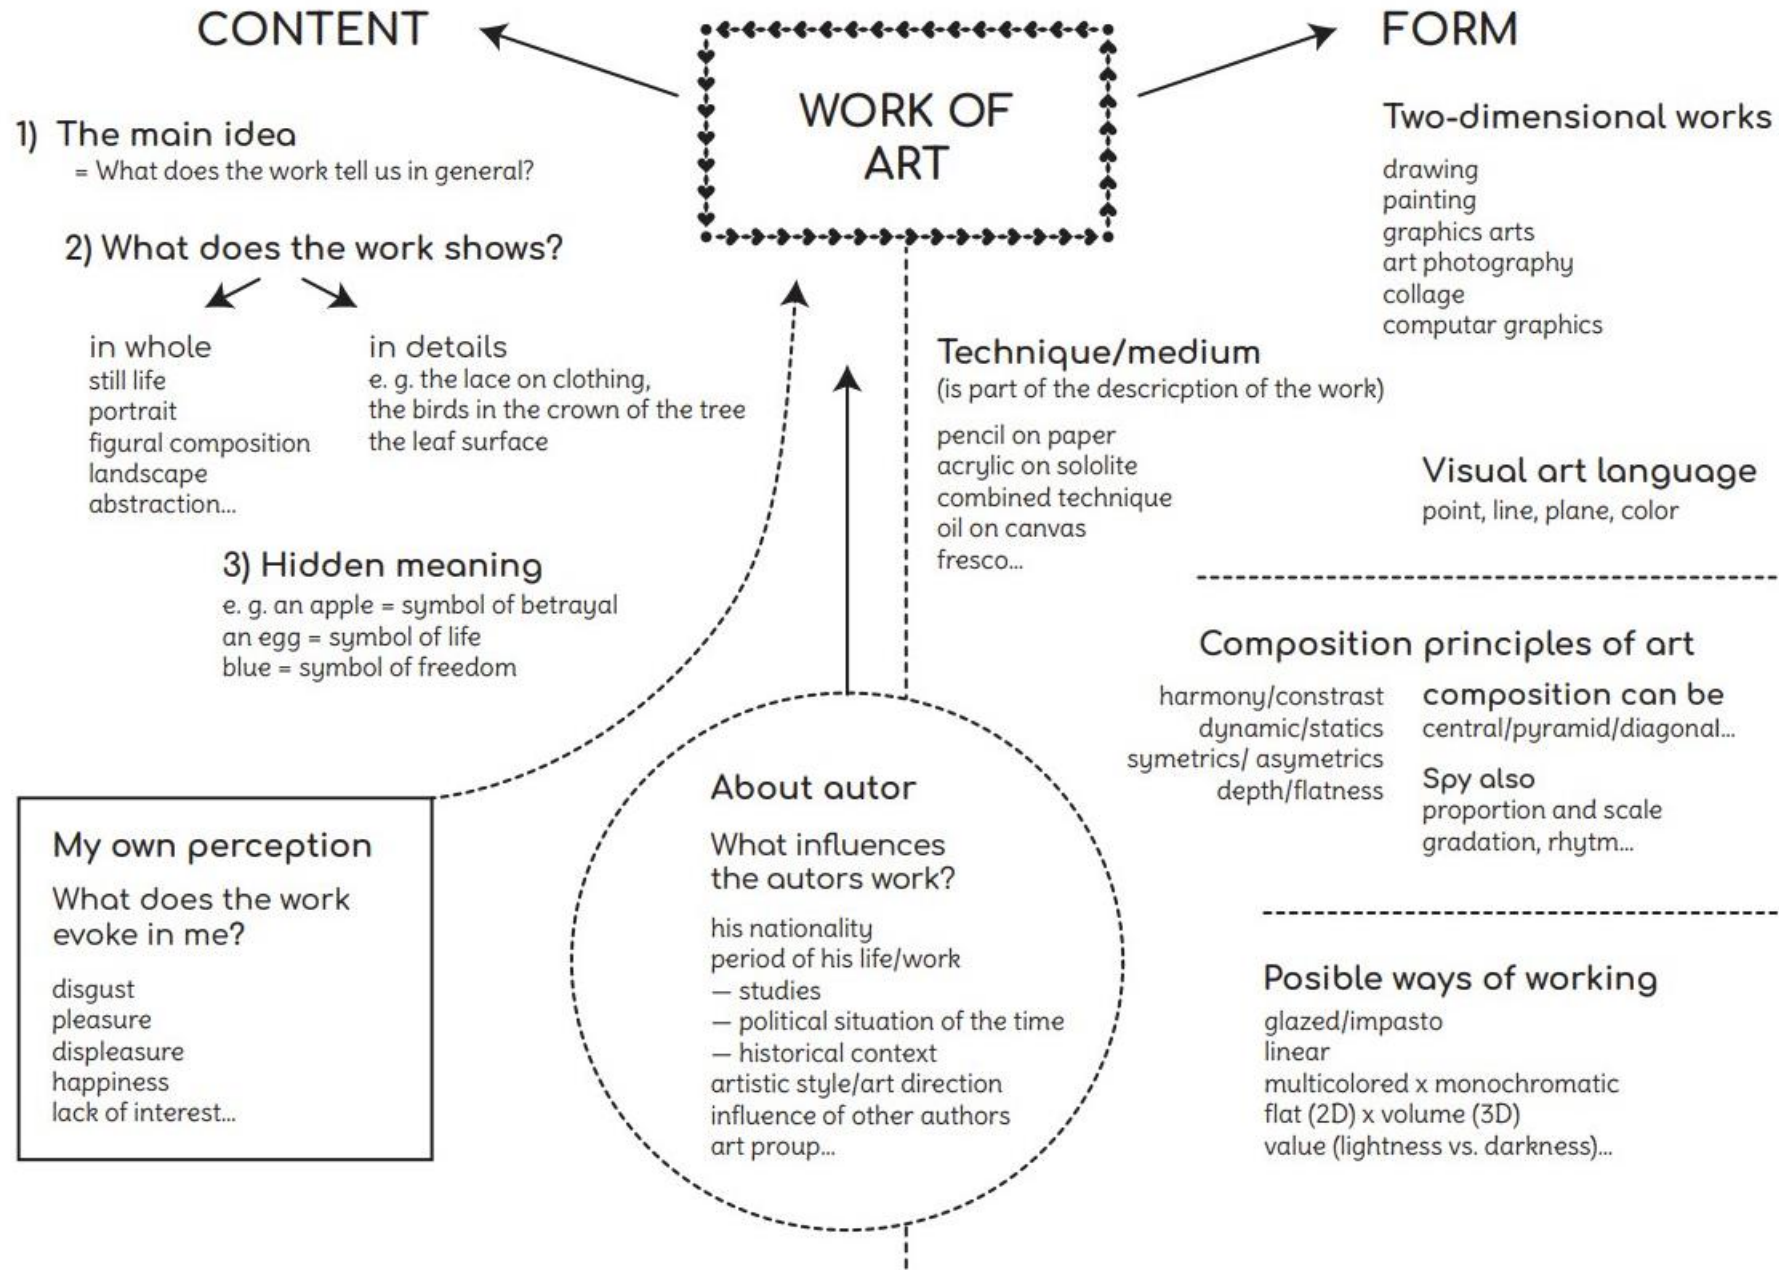 CONTENT
WORK OF
ART
FORM
1) The main idea
= What does the work tell us in general?
2) What does the work shows?
in whole
still life
portrait
figural composition
landscape
abstraction...
in details
e. g. the lace on clothing,
the birds in the crown of the tree
the leaf surface
3) Hidden meaning
e. g. an apple = symbol of betrayal
an egg = symbol of life
blue = symbol of freedom
My own perception
What does the work
evoke in me?
disgust
pleasure
displeasure
happiness
lack of interest...
About autor
What influences
the autors work?
his nationality
period of his life/work
— studies
— political situation of the time
— historical context
artistic style/art direction
influence of other authors
art proup...
Two-dimensional works
drawing
painting
graphics arts
art photography
collage
computar graphics
Technique/medium
(is part of the descricption of the work)
pencil on paper
acrylic on sololite
combined technique
oil on canvas
fresco...
Visual art language
point, line, plane, color
Composition principles of art
harmony/constrast
dynamic/statics
symetrics/ asymetrics
depth/flatness
composition can be
central/pyramid/diagonal...
Spy also
proportion and scale
gradation, rhytm...
Posible ways of working
glazed/impasto
linear
multicolored x monochromatic
flat (2D) x volume (3D)
value (lightness vs. darkness)...